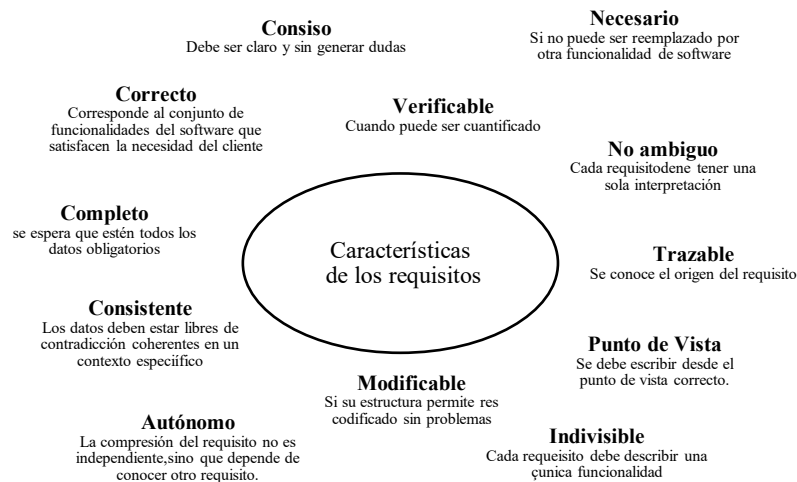 Consiso
Debe ser claro y sin generar dudas
Necesario
Si no puede ser reemplazado por
otra funcionalidad de software
Correcto
Corresponde al conjunto de
funcionalidades del software que
satisfacen la necesidad del cliente
Verificable
Cuando puede ser cuantificado
No ambiguo
Cada requisitodene tener una
sola interpretación
Completo
se espera que estén todos los
datos obligatorios
Características
de los requisitos
Trazable
Se conoce el origen del requisito
Consistente
Los datos deben estar libres de
contradicción coherentes en un
contexto especiífico
Punto de Vista
Se debe escribir desde el
punto de vista correcto.
Modificable
Si su estructura permite res
codificado sin problemas
Autónomo
La compresión del requisito no es
independiente,sino que depende de
conocer otro requisito.
Indivisible
Cada requeisito debe describir una
çunica funcionalidad